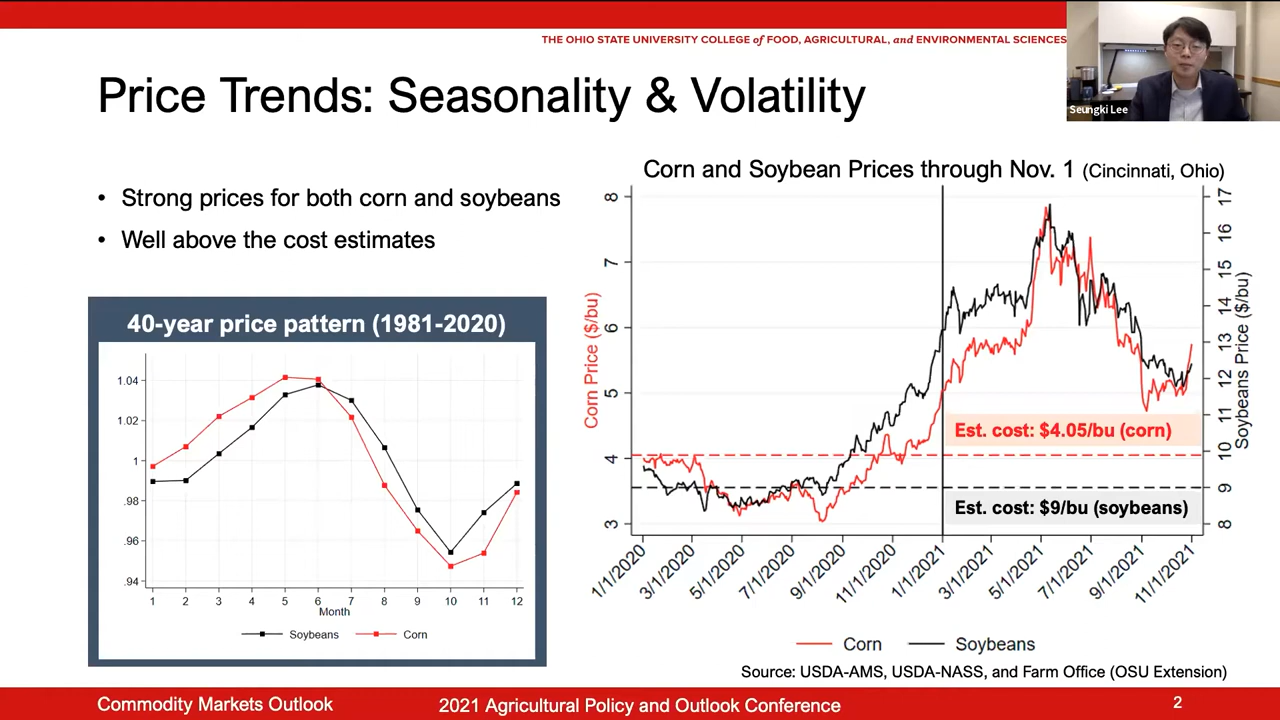 THE OHIO STATE UNIVERSITY COLLEGE of FOOD, AGRICULTURAL, and ENVIRONMENTAL SCIENCES
Seungki Lee
Price Trends: Seasonality & Volatility
• Strong prices for both corn and soybeans
• Well above the cost estimates
40-year price pattern (1981-2020)
1.04
1.02
1
.98
.96
.94
1 2 3 4 5 6 7 8 9 10 11 12
Month
Soybeans Corn
Corn and Soybean Prices through Nov. 1 (Cincinnati, Ohio)
Corn Price ($/bu)
8
7
6
5
4
3
17
16
15
14
13
12
11
10
9
8
Soybeans Price ($/bu)
Est. cost: $4.05/bu (corn)
Est. cost: $9/bu (soybeans)
1/1/2020 3/1/2020 5/1/2020 7/1/2020 9/1/2020 11/1/2020 1/1/2021 3/1/2021 5/1/2021 7/1/2021 9/1/2021 11/1/2021
Corn Soybeans
Source: USDA-AMS, USDA-NASS, and Farm Office (OSU Extension)
Commodity Markets Outlook
2021 Agricultural Policy and Outlook Conference
2